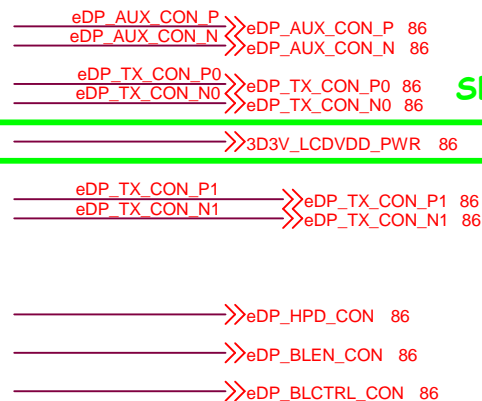 eDP_AUX_CON_P eDP_AUX_CON_P 86
eDP_AUX_CON_N eDP_AUX_CON_N 86
eDP_TX_CON_P0 eDP_TX_CON_P0 86
eDP_TX_CON_N0 eDP_TX_CON_N0 86
3D3V_LCDVDD_PWR 86
eDP_TX_CON_P1 eDP_TX_CON_P1 86
eDP_TX_CON_N1 eDP_TX_CON_N1 86
eDP_HPD_CON 86
eDP_BLEN_CON 86
eDP_BLCTRL_CON 86